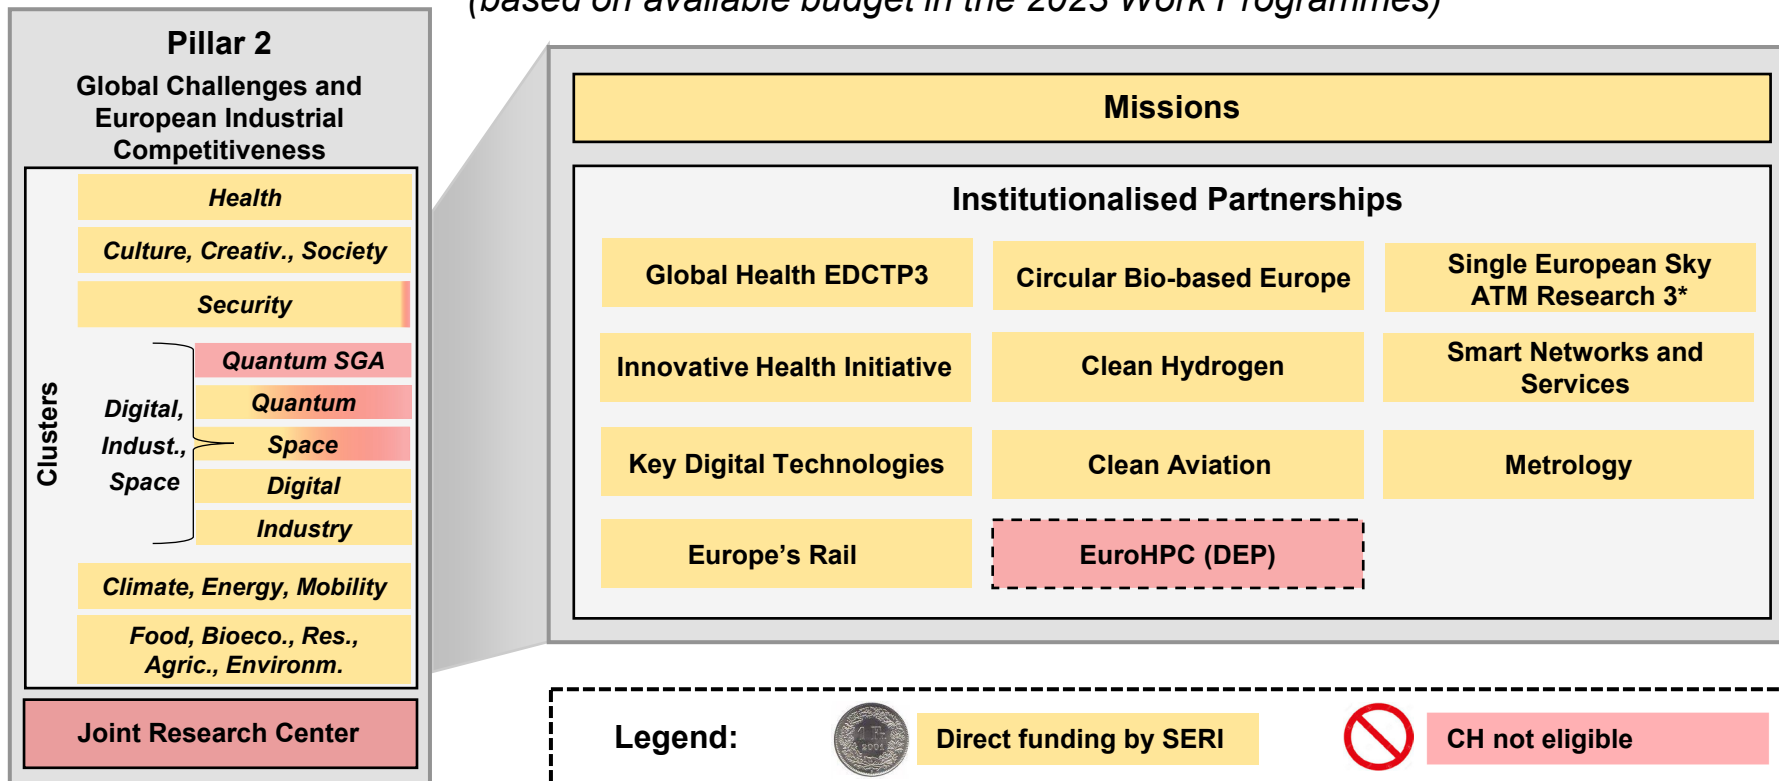 (based on available budget in the 2023 Work Programmes)
Pillar 2
Global Challenges and
European Industrial
Competitiveness
Clusters
Health
Culture, Creativ., Society
Security
Digital,
Indust.,
Space
Quantum SGA
Quantum
Space
Digital
Industry
Climate, Energy, Mobility
Food, Bioeco., Res.,
Agric., Environm.
Joint Research Center
Missions
Institutionalised Partnerships
Global Health EDCTP3
Circular Bio-based Europe
Single European Sky
ATM Research 3*
Innovative Health Initiative
Clean Hydrogen
Smart Networks and
Services
Key Digital Technologies
Clean Aviation
Metrology
Europe's Rail
EuroHPC (DEP)
Legend:
1 Fr.
2001
Direct funding by SERI
CH not eligible